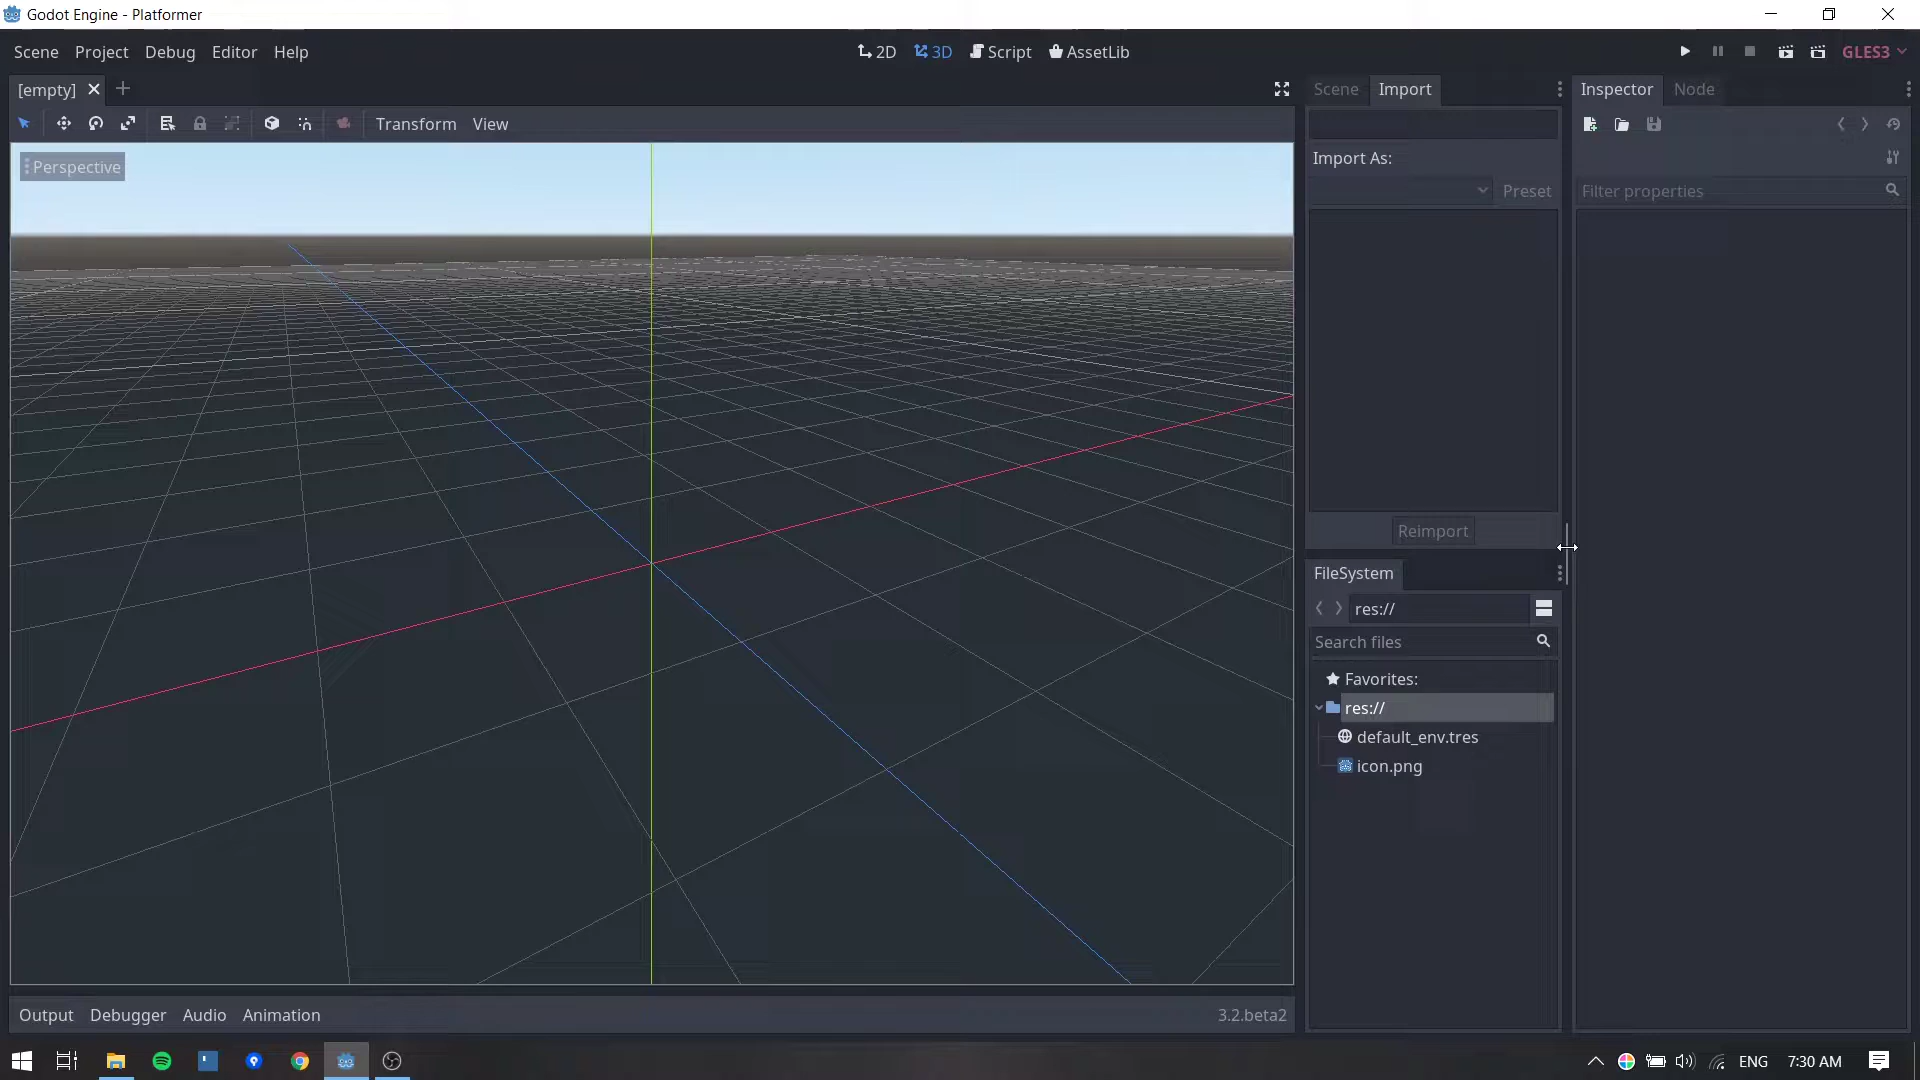 Godot Engine - Platformer
Scene Project Debug Editor Help
2D 3D Script AssetLib
GLES3
[empty]
Scene Import
Inspector Node
Transform View
Perspective
Import As:
Preset
Filter properties
Reimport
FileSystem
res://
Search files
Favorites:
res://
default_env.tres
icon.png
Output Debugger Audio Animation
3.2.beta2
ENG 7:30 AM